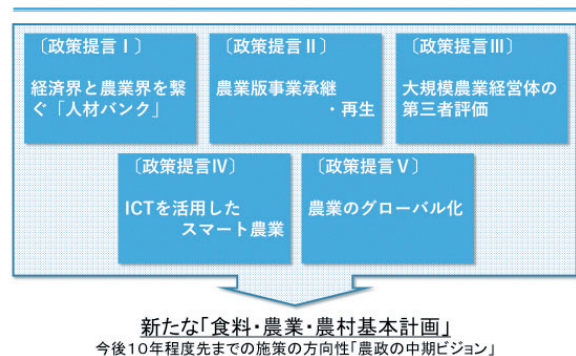 〔政策提言Ⅰ〕
経済界と農業界を繋
ぐ「人材バンク」
〔政策提言Ⅱ〕
農業版事業承継
・再生
〔政策提言Ⅲ〕
大規模農業経営体の
第三者評価
〔政策提言Ⅳ〕
ICTを活用した
スマート農業
〔政策提言Ⅴ〕
農業のグローバル化
新たな「食料・農業・農村基本計画」
今後10年程度先までの施策の方向性「農政の中期ビジョン」